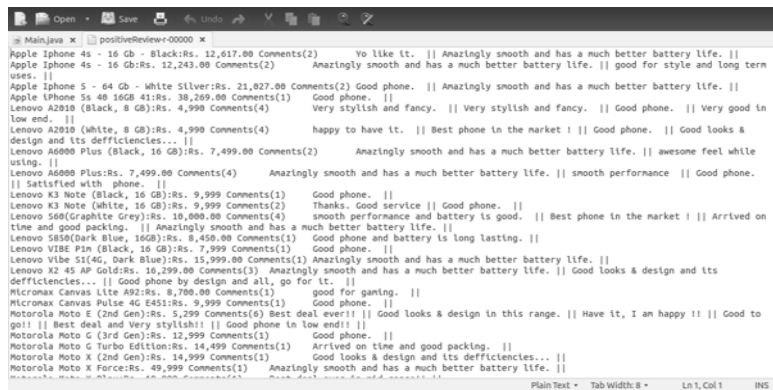 Open Save Undo
Main.java × positiveReview-r-00000 ×
Apple Iphone 4s - 16 Gb - Black:Rs. 12,617.00 Comments(2) Yo like it. || Amazingly smooth and has a much better battery life. ||
Apple Iphone 4s - 16 Gb:Rs. 12,243.00 Comments(2) Amazingly smooth and has a much better battery life. || good for style and long term
uses. ||
Apple Iphone 5 - 64 Gb - White Silver:Rs. 21,027.00 Comments(2) Good phone. || Amazingly smooth and has a much better battery life. ||
Apple iPhone 5s 40 16GB 41:Rs. 38,269.00 Comments(1) Good phone. ||
Lenovo A2010 (Black, 8 GB):Rs. 4,990 Comments(4) Very stylish and fancy. || Very stylish and fancy. || Good phone. || Very good in
low end. ||
Lenovo A2010 (White, 8 GB):Rs. 4,990 Comments(4) happy to have it. || Best phone in the market ! || Good phone. || Good looks &
design and its defficiencies... ||
Lenovo A6000 Plus (Black, 16 GB):Rs. 7,499.00 Comments(2) Amazingly smooth and has a much better battery life. || awesome feel while
using. ||
Lenovo A6000 Plus:Rs. 7,499.00 Comments(4) Amazingly smooth and has a much better battery life. || smooth performance || Good phone.
|| Satisfied with phone. ||
Lenovo K3 Note (Black, 16 GB):Rs. 9,999 Comments(1) Good phone. ||
Lenovo K3 Note (White, 16 GB):Rs. 9,999 Comments(2) Thanks. Good service || Good phone. ||
Lenovo S60(Graphite Grey):Rs. 10,000.00 Comments(4) smooth performance and battery is good. || Best phone in the market ! || Arrived on
time and good packing. || Amazingly smooth and has a much better battery life. ||
Lenovo S850(Dark Blue, 16GB):Rs. 8,450.00 Comments(1) Good phone and battery is long lasting. ||
Lenovo VIBE P1m (Black, 16 GB):Rs. 7,999 Comments(1) Good phone. ||
Lenovo Vibe S1(4G, Dark Blue):Rs. 15,999.00 Comments(1) Amazingly smooth and has a much better battery life. ||
Lenovo X2 45 AP Gold:Rs. 16,299.00 Comments(3) Amazingly smooth and has a much better battery life. || Good looks & design and its
defficiencies... || Good phone by design and all, go for it. ||
Micromax Canvas Lite A92:Rs. 8,700.00 Comments(1) good for gaming. ||
Micromax Canvas Pulse 4G E451:Rs. 9,999 Comments(1) Good phone. ||
Motorola Moto E (2nd Gen):Rs. 5,299 Comments(6) Best deal ever!! || Good looks & design in this range. || Have it, I am happy !! || Good to
go!! || Best deal and Very stylish!! || Good phone in low end!! ||
Motorola Moto G (3rd Gen):Rs. 12,999 Comments(1) Good phone. ||
Motorola Moto G Turbo Edition:Rs. 14,499 Comments(1) Arrived on time and good packing. ||
Motorola Moto X (2nd Gen):Rs. 14,999 Comments(1) Good looks & design and its defficiencies... ||
Motorola Moto X Force:Rs. 49,999 Comments(1) Amazingly smooth and has a much better battery life. ||
Plain Text Tab Width: 8 Ln 1, Col 1 INS